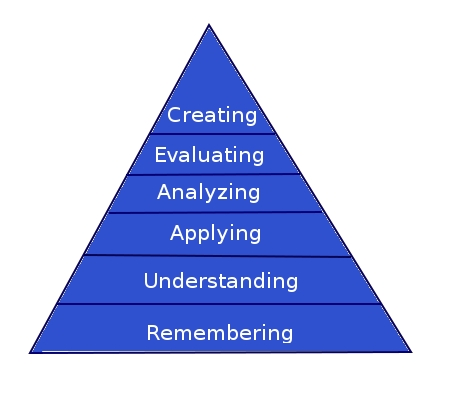 Creating
Evaluating
Analyzing
Applying
Understanding
Remembering